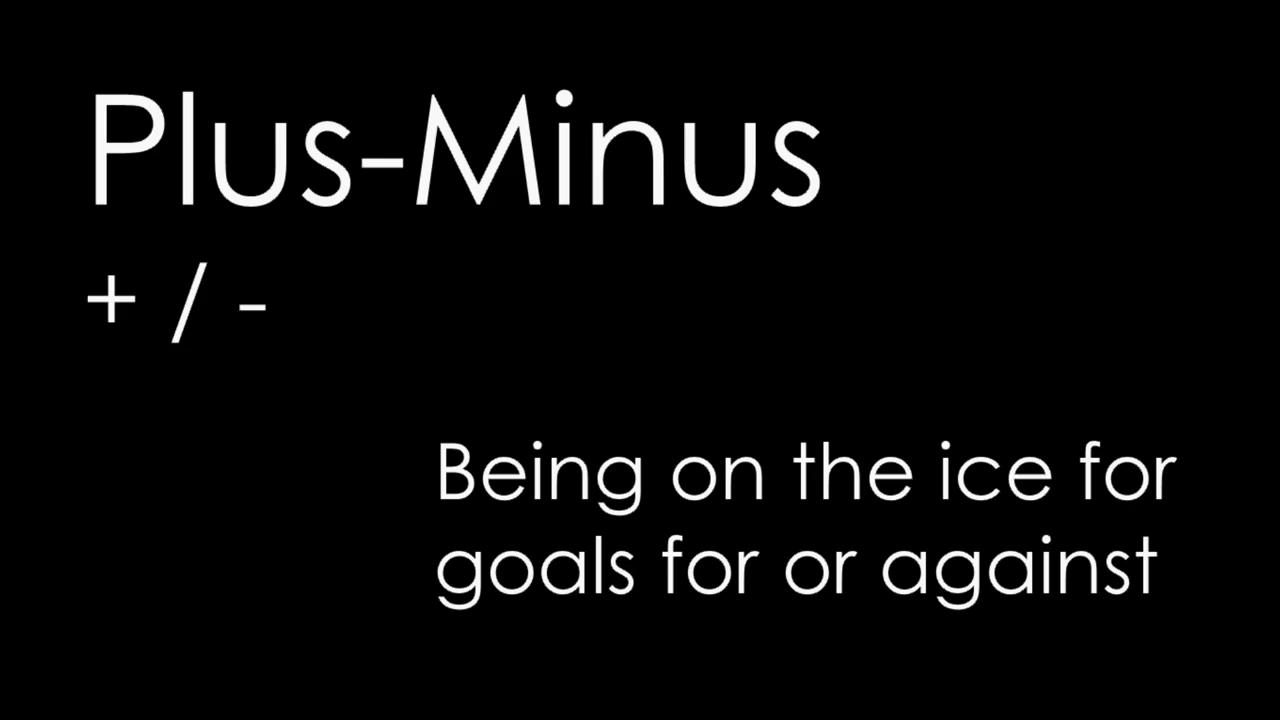 Plus-Minus
+ / -
Being on the ice for
goals for or against